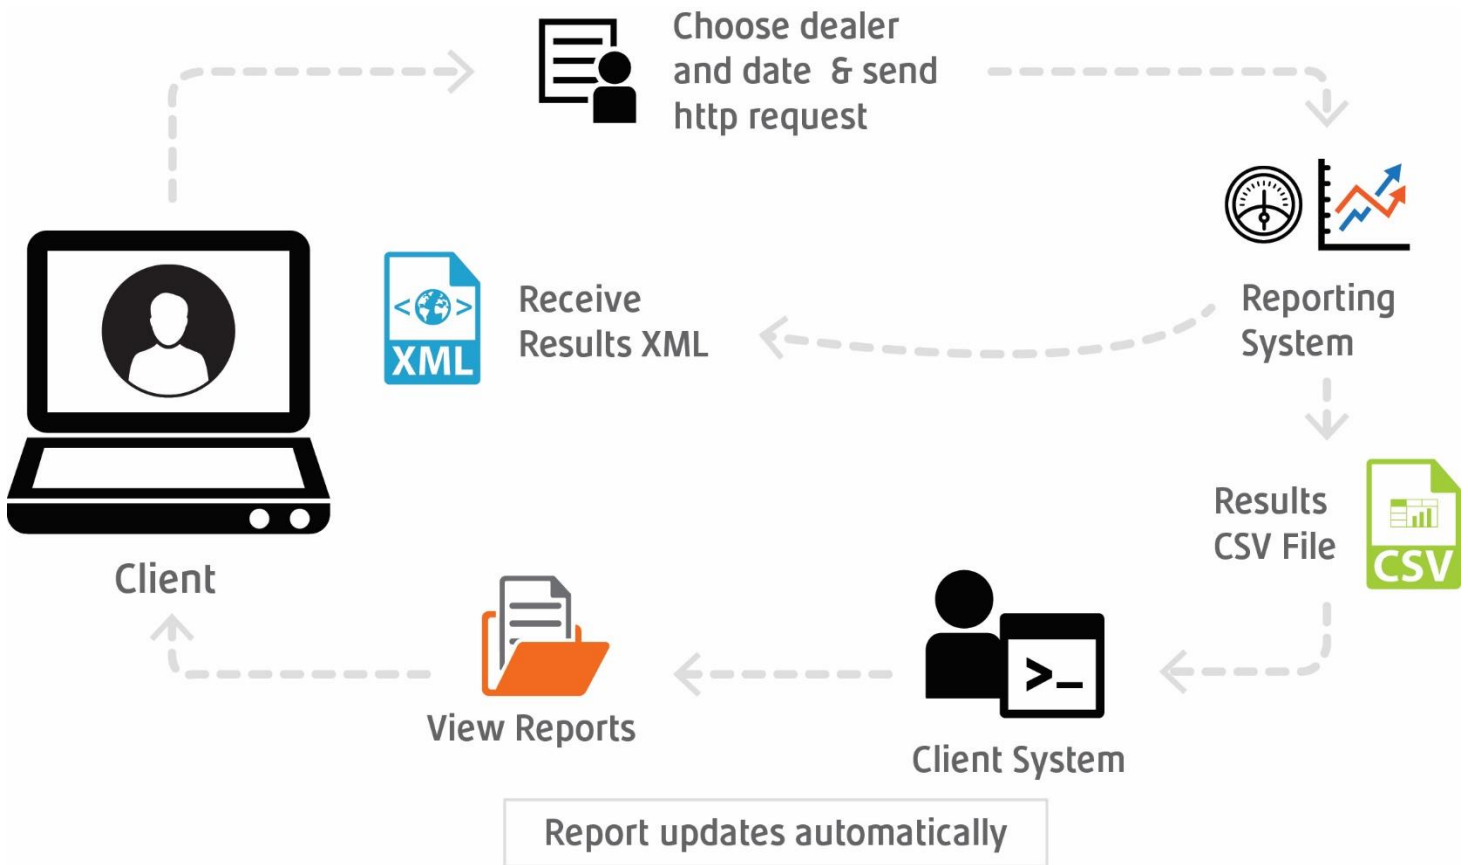 Choose dealer
and date & send
http request
Reporting
System
Receive
Results XML
< >
XML
Results
CSV File
CSV
Client
>_
Client System
View Reports
Report updates automatically